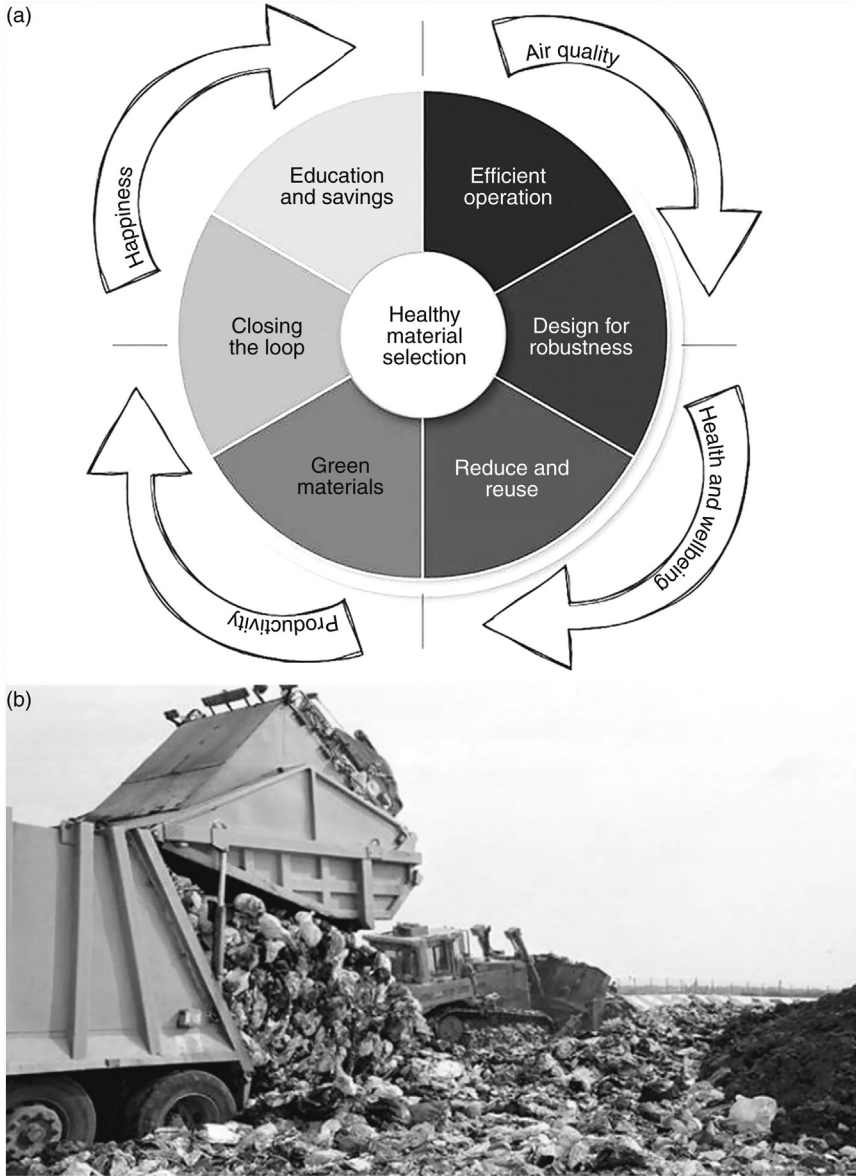 (a)
Air quality
Happiness
Education
and savings
Efficient
operation
Closing
the loop
Healthy
material
selection
Design for
robustness
Green
materials
Reduce and
reuse
Health and wellbeing
Productivity
(b)